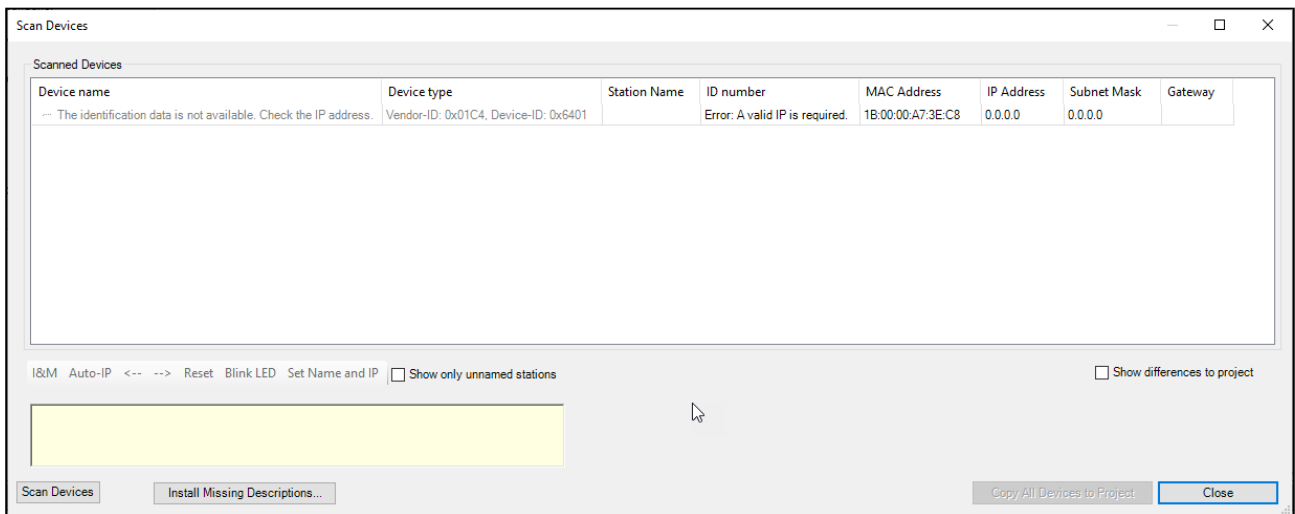 Scan Devices
Scanned Devices
Device name Device type Station Name ID number MAC Address IP Address Subnet Mask Gateway
The identification data is not available. Check the IP address. Vendor-ID: 0x01C4, Device-ID: 0x6401 Error: A valid IP is required. 1B:00:00:A7:3E:C8 0.0.0.0 0.0.0.0
I&M Auto-IP <-- --> Reset Blink LED Set Name and IP Show only unnamed stations Show differences to project
Scan Devices Install Missing Descriptions... Copy All Devices to Project Close